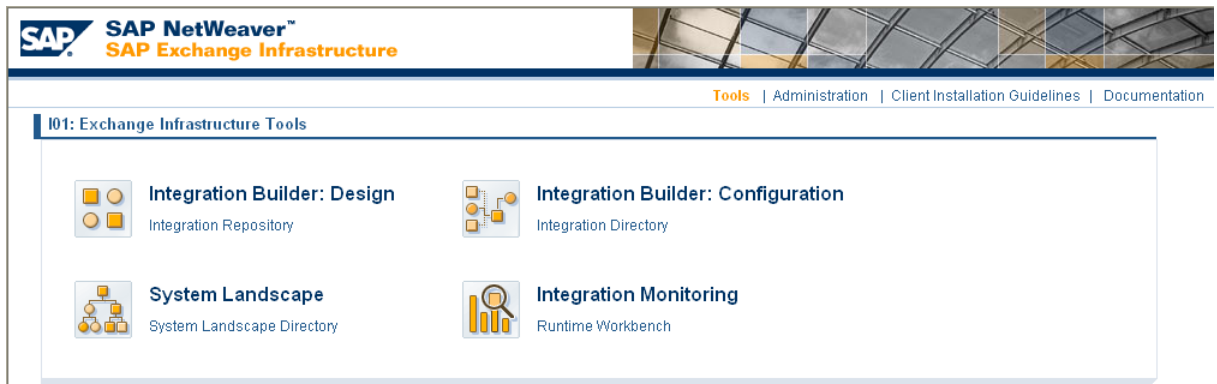 SAP
SAP NetWeaver™
SAP Exchange Infrastructure
Tools | Administration | Client Installation Guidelines | Documentation
I01: Exchange Infrastructure Tools
Integration Builder: Design
Integration Repository
Integration Builder: Configuration
Integration Directory
System Landscape
System Landscape Directory
Integration Monitoring
Runtime Workbench